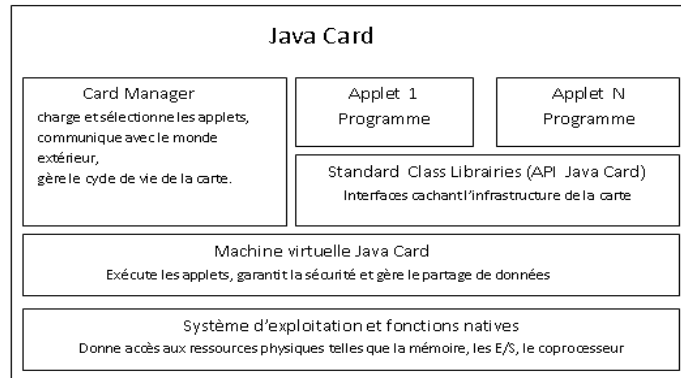 Java Card
Card Manager
charge et sélectionne les applets,
communique avec le monde
extérieur,
gère le cycle de vie de la carte.
Applet 1
Programme
Applet N
Programme
Standard Class Librairies (API Java Card)
Interfaces cachant l'infrastructure de la carte
Machine virtuelle Java Card
Exécute les applets, garantit la sécurité et gère le partage de données
Système d'exploitation et fonctions natives
Donne accès aux ressources physiques telles que la mémoire, les E/S, le coprocesseur